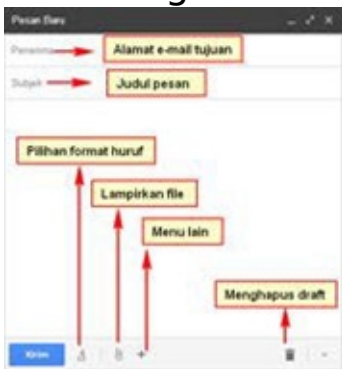 Pesan Baru
Penerima
Alamat e-mail tujuan
Subjek
Judul pesan
Pilihan format huruf
Lampirkan file
Menu lain
Menghapus draft
Kirim